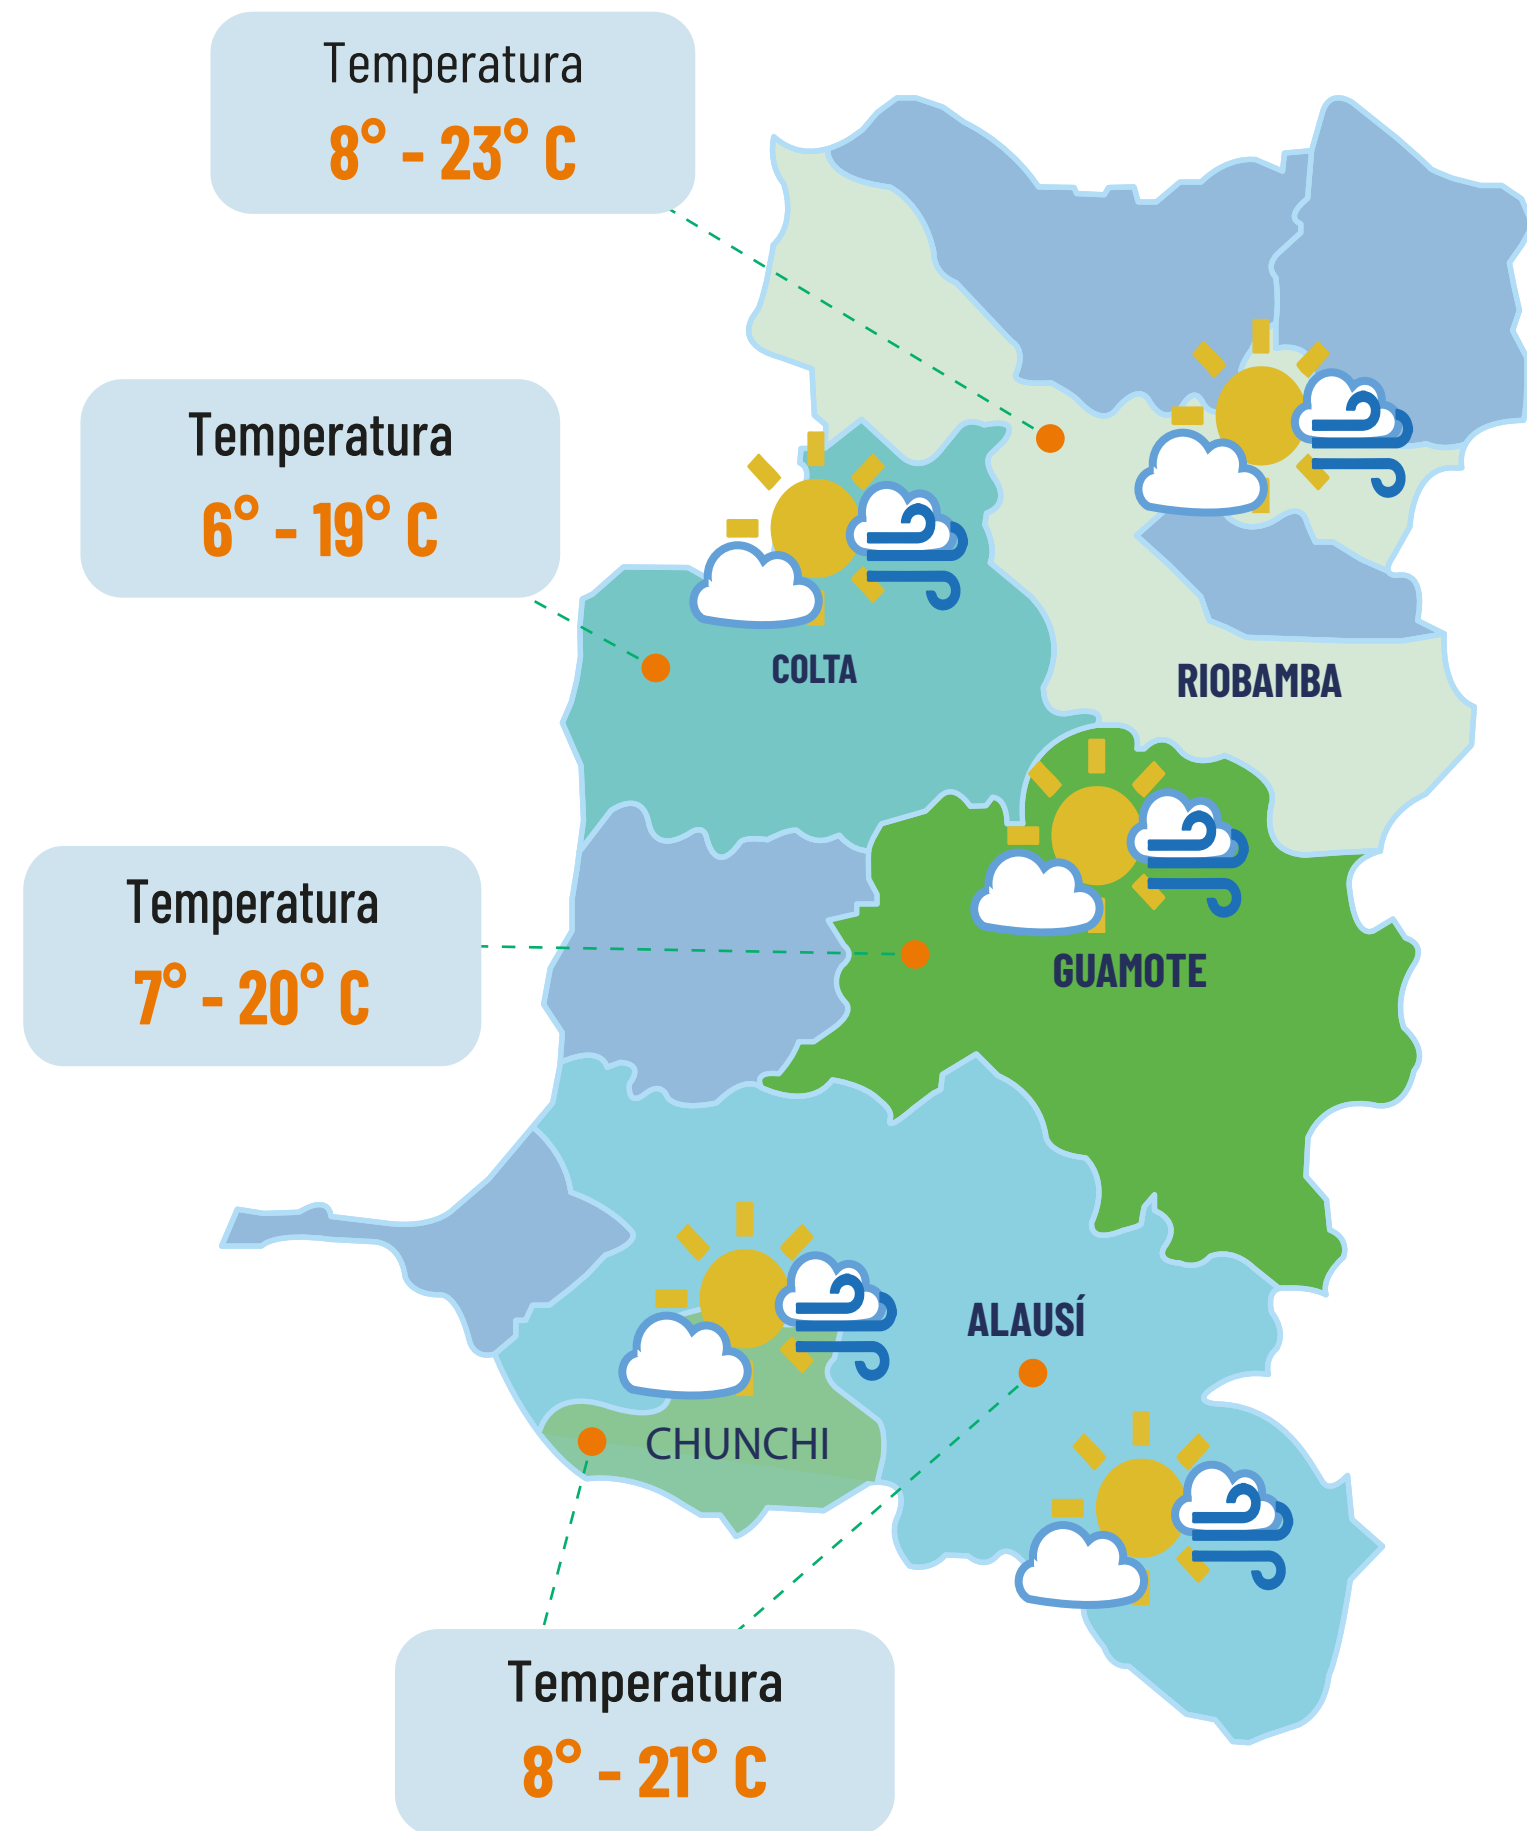 Temperatura
8° - 23° C
Temperatura
6° - 19° C
COLTA
RIOBAMBA
Temperatura
7° - 20° C
GUAMOTE
ALAUSÍ
CHUNCHI
Temperatura
8° - 21° C